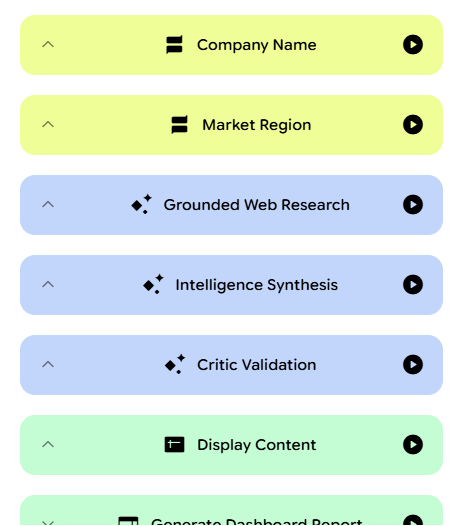 Company Name
Market Region
Grounded Web Research
Intelligence Synthesis
Critic Validation
Display Content
Generate Dashboard Report